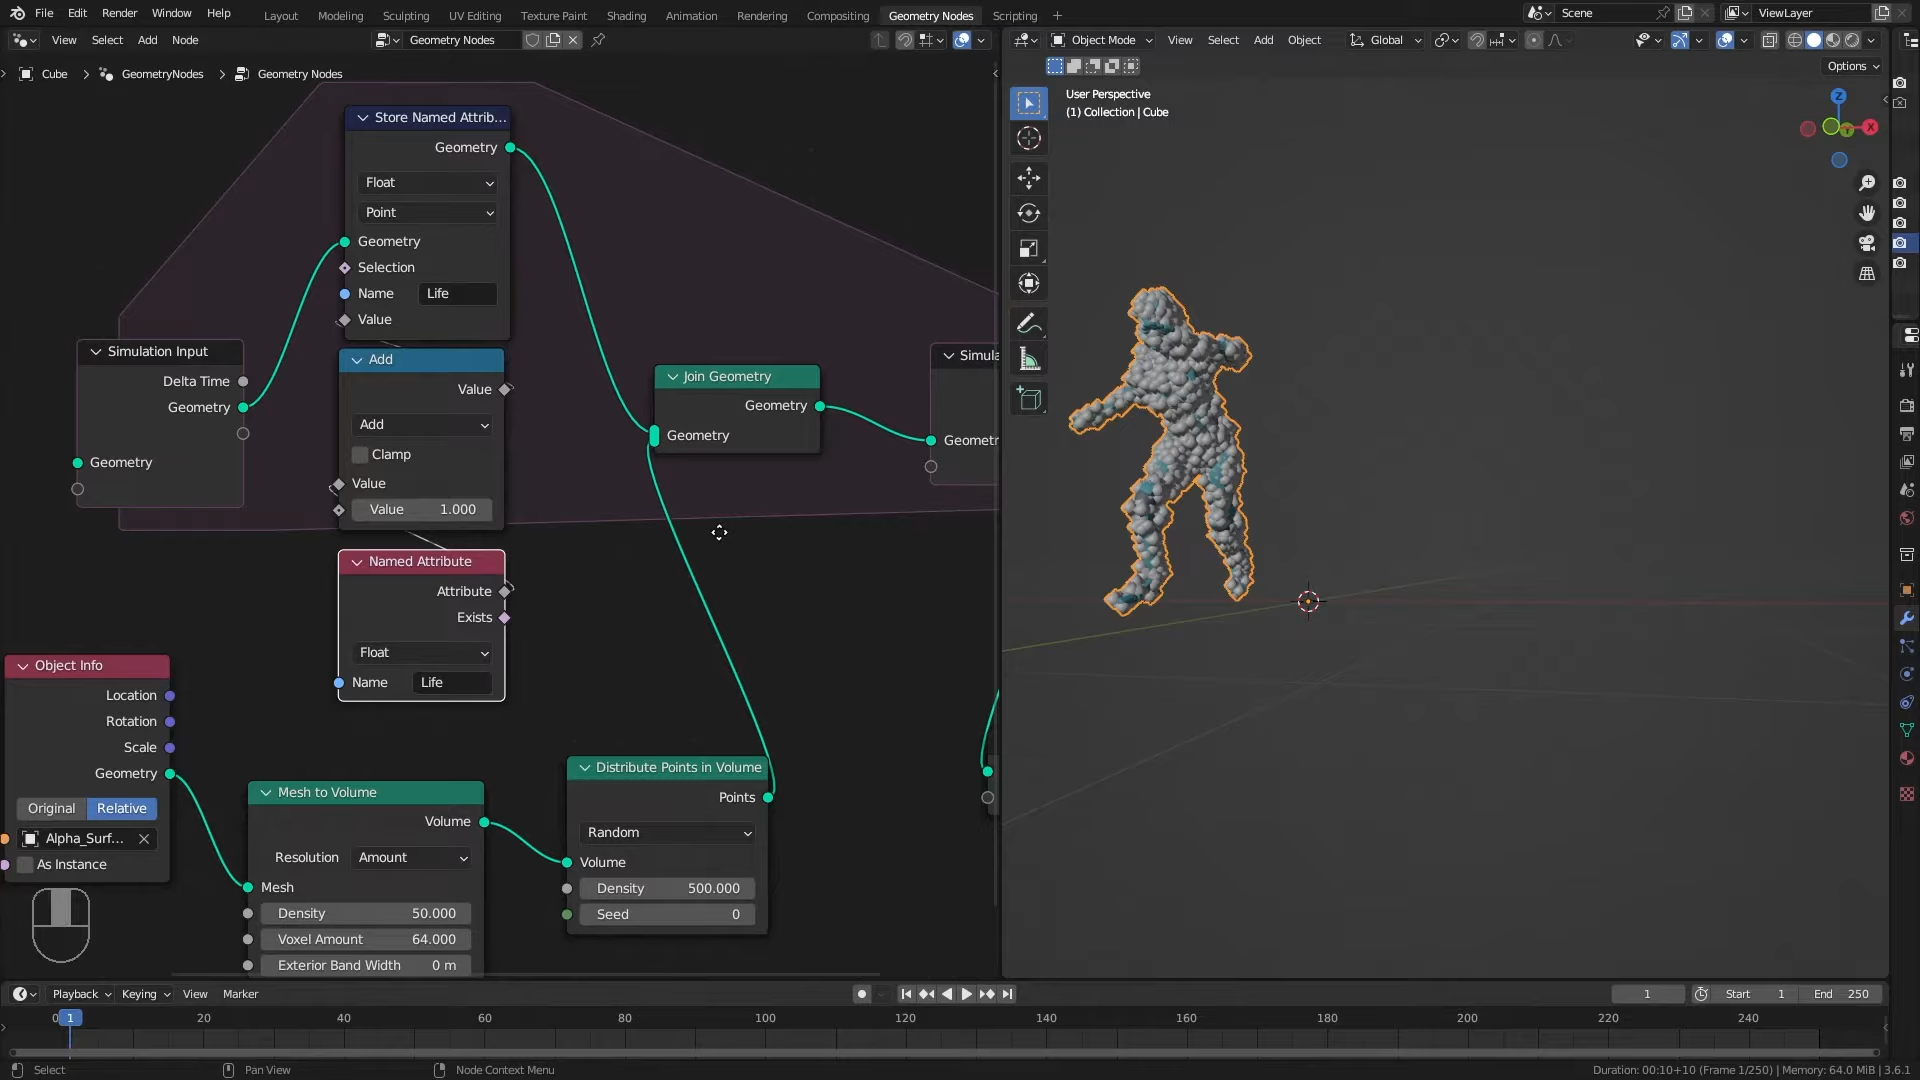 File Edit Render Window Help Layout Modeling Sculpting UV Editing Texture Paint Shading Animation Rendering Compositing Geometry Nodes Scripting + Scene ViewLayer
View Select Add Node Geometry Nodes Object Mode View Select Add Object Global
Options
Cube > GeometryNodes > Geometry Nodes
User Perspective
(1) Collection | Cube
Z
X
Y
Store Named Attrib...
Geometry
Float
Point
Geometry
Selection
Name Life
Value
Simulation Input
Delta Time
Geometry
Geometry
Add
Value
Add
Clamp
Value
Value 1.000
Join Geometry
Geometry
Geometry
Simula
Geometr
Named Attribute
Attribute
Exists
Float
Name Life
Object Info
Location
Rotation
Scale
Geometry
Original Relative
Alpha_Surf...
As Instance
Mesh to Volume
Volume
Resolution Amount
Mesh
Density 50.000
Voxel Amount 64.000
Exterior Band Width 0 m
Distribute Points in Volume
Points
Random
Volume
Density 500.000
Seed 0
Playback Keying View Marker 1 Start 1 End 250
0 1 20 40 60 80 100 120 140 160 180 200 220 240
Select Pan View Node Context Menu Duration: 00:10+10 (Frame 1/250) | Memory: 64.0 MiB | 3.6.1